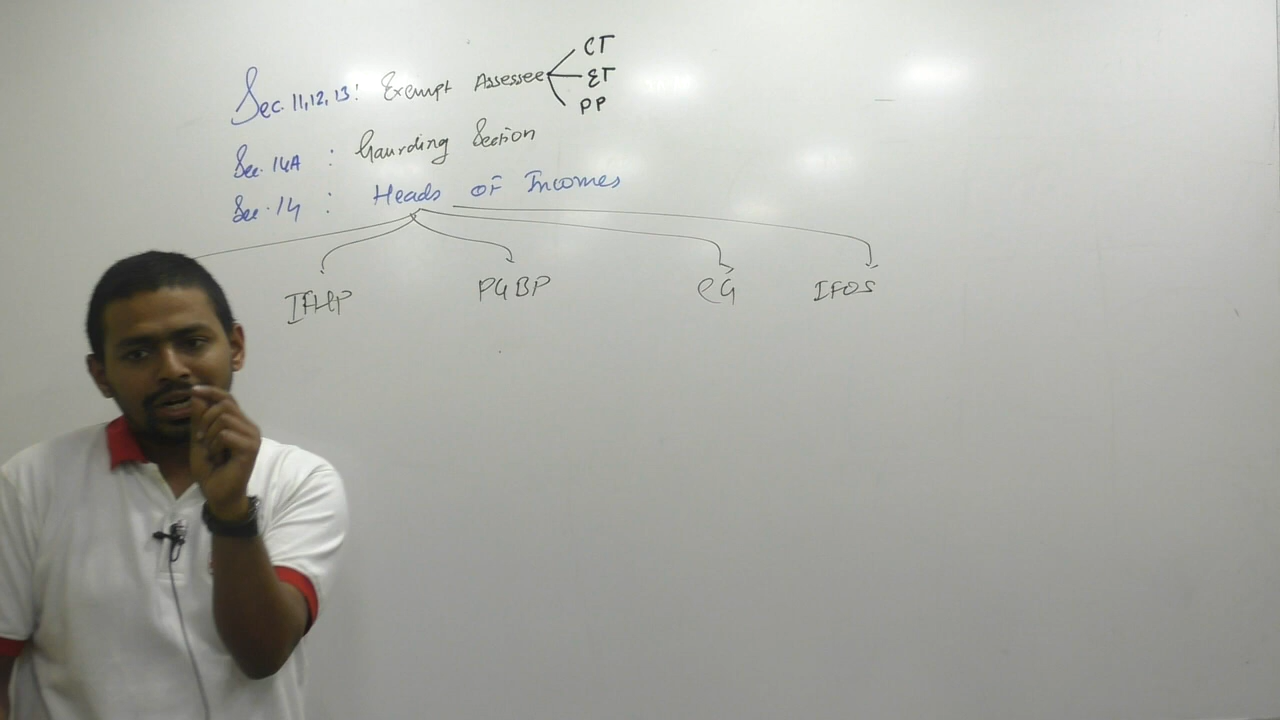 Sec. 11,12,13: Exempt Assessee CT
ET
PP
Sec. 14A : Gaurding Section
Sec. 14 : Heads of Incomes
IFHP PGBP CG IFOS